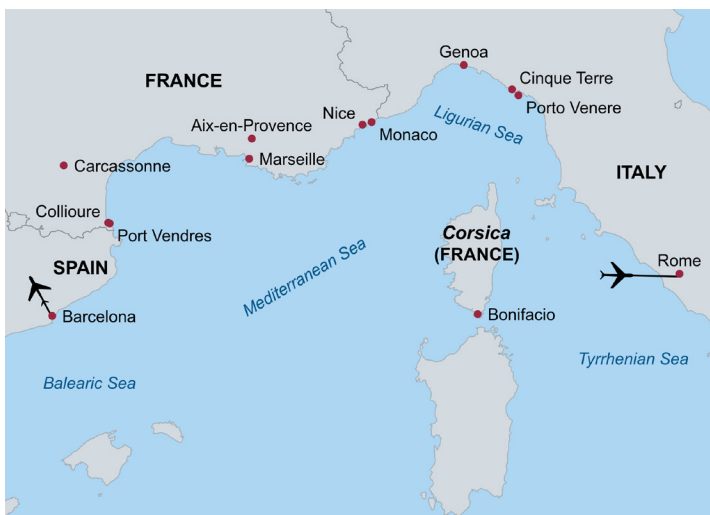 Genoa
FRANCE
Cinque Terre
Nice
Porto Venere
Ligurian Sea
Aix-en-Provence
Monaco
Marseille
Carcassonne
ITALY
Collioure
Port Vendres
Corsica
(FRANCE)
Mediterranean Sea
Rome
SPAIN
Barcelona
Bonifacio
Tyrrhenian Sea
Balearic Sea